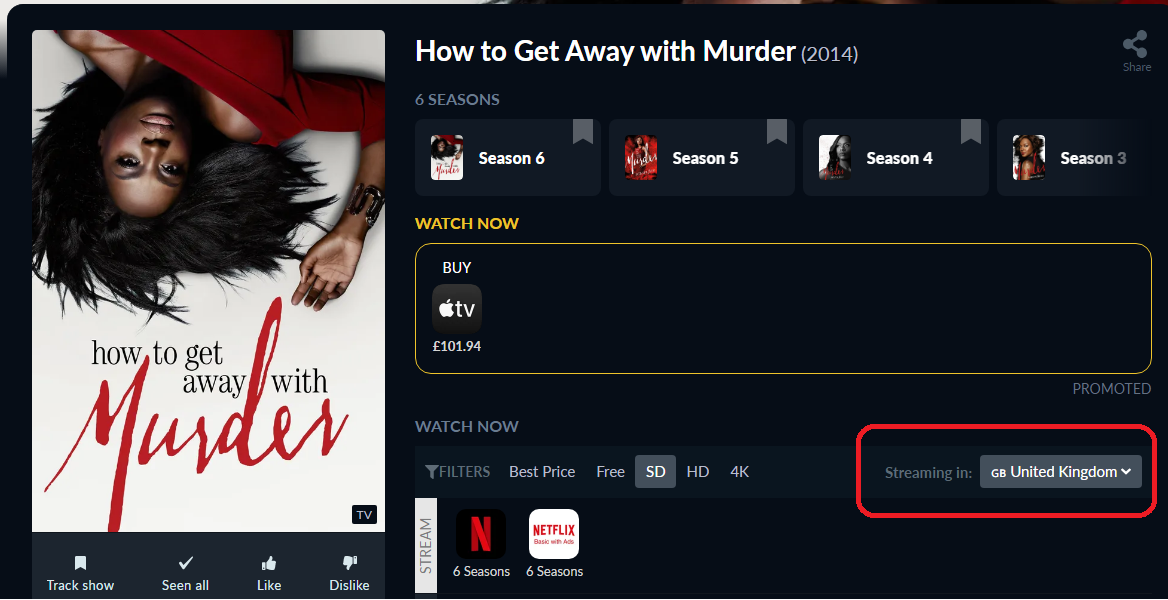 how to get
away with
Murder
TV
Track show
Seen all
Like
Dislike
How to Get Away with Murder (2014)
Share
6 SEASONS
Season 6
Season 5
Season 4
Season 3
WATCH NOW
BUY
tv
£101.94
PROMOTED
WATCH NOW
FILTERS Best Price Free SD HD 4K
Streaming in: GB United Kingdom
STREAM
N
6 Seasons
NETFLIX
Basic with Ads
6 Seasons